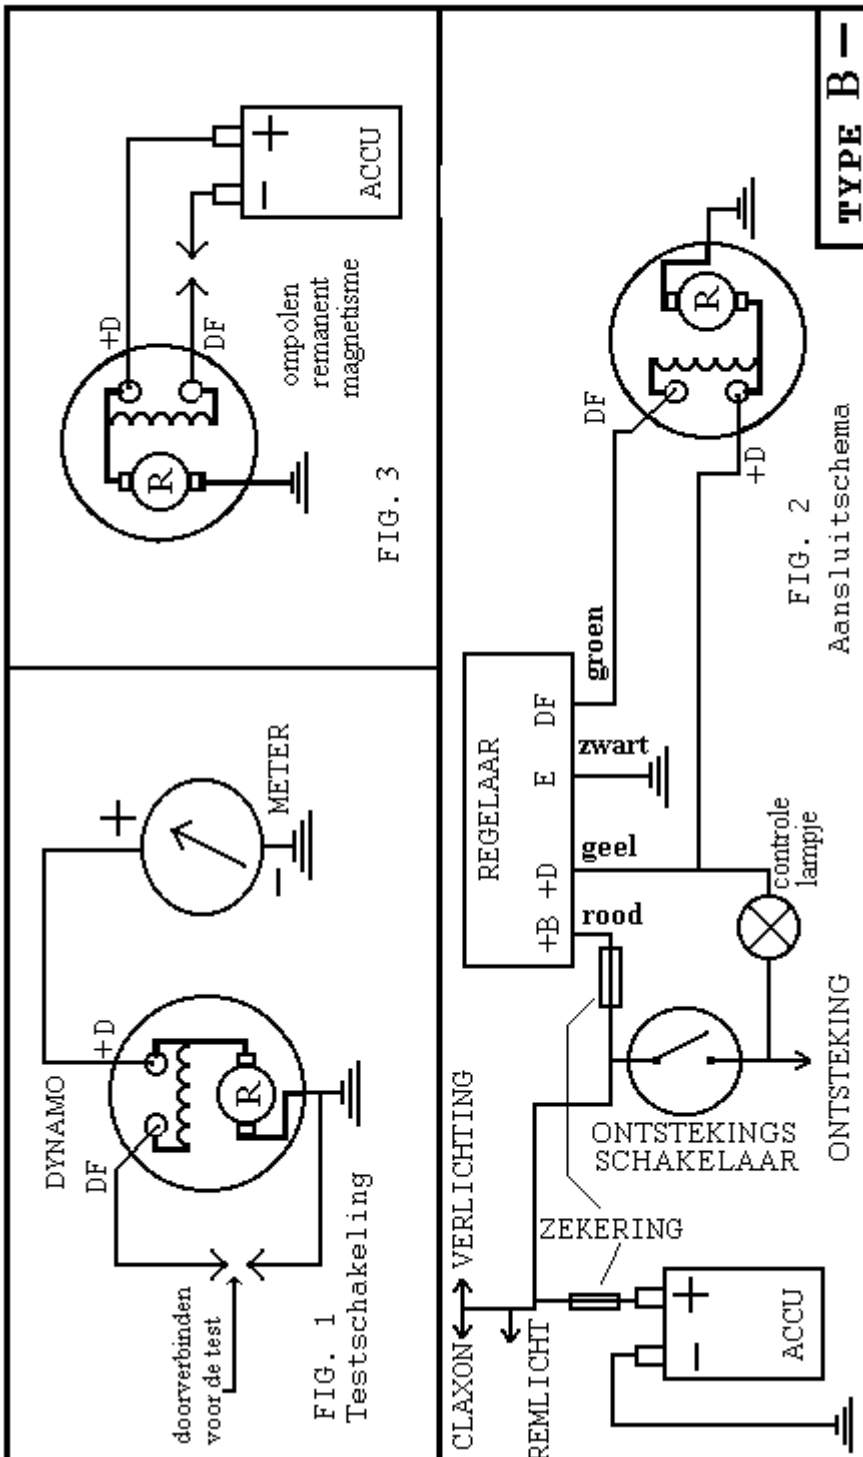 TYPE B-
ACCU
+
-
+D
DF
ompolen
remanent
magnetisme
R
FIG. 3
METER
+
-
DYNAMO
+D
DF
R
doorverbinden
voor de test
FIG. 1
Testschakeling
R
DF
+D
FIG. 2
Aansluitschema
REGELAAR
DF
E
+D
+B
groen
zwart
geel
rood
controle
lampje
ONTSTEKINGS
SCHAKELAAR
ONTSTEKING
ZEKERING
VERLICHTING
CLAXON
REMLICHT
+
-
ACCU